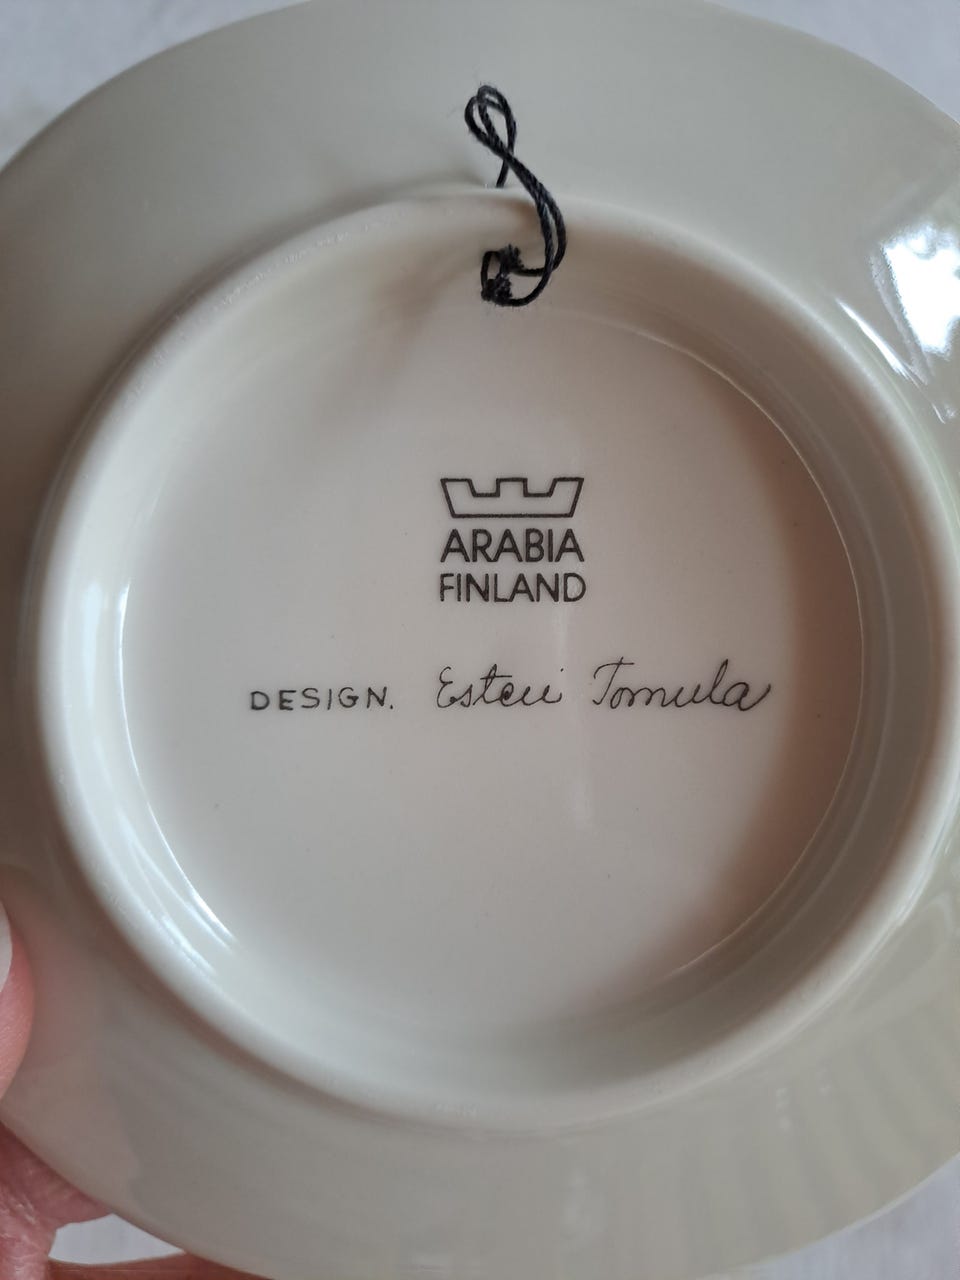 ARABIA
FINLAND
DESIGN. Esteri Tomula